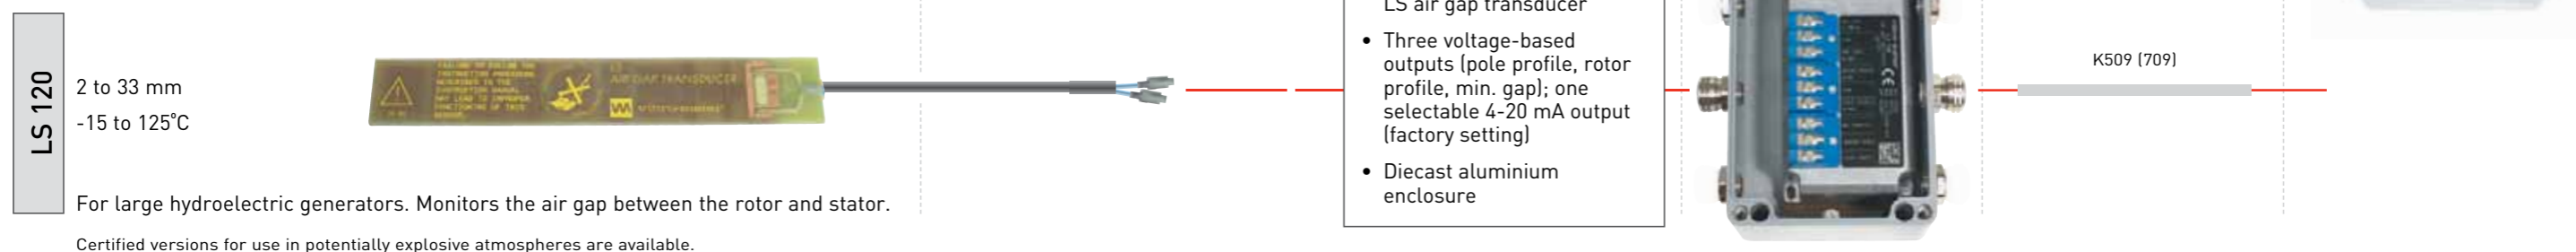 LS 120
2 to 33 mm
-15 to 125°C
AIR GAP TRANSDUCER
For large hydroelectric generators. Monitors the air gap between the rotor and stator.
Certified versions for use in potentially explosive atmospheres are available.
LS air gap transducer
• Three voltage-based
outputs (pole profile, rotor
profile, min. gap); one
selectable 4-20 mA output
(factory setting)
• Diecast aluminium
enclosure
CE
K509 (709)